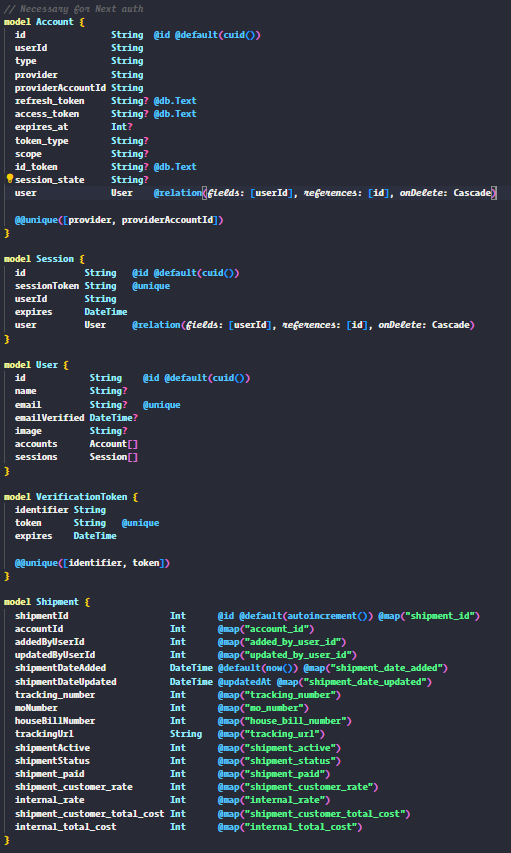 // Necessary for Next auth
model Account {
  id                String  @id @default(cuid())
  userId            String
  type              String
  provider          String
  providerAccountId String
  refresh_token     String? @db.Text
  access_token      String? @db.Text
  expires_at        Int?
  token_type        String?
  scope             String?
  id_token          String? @db.Text
  session_state     String?
  user              User    @relation(fields: [userId], references: [id], onDelete: Cascade)

  @@unique([provider, providerAccountId])
}

model Session {
  id           String   @id @default(cuid())
  sessionToken String   @unique
  userId       String
  expires      DateTime
  user         User     @relation(fields: [userId], references: [id], onDelete: Cascade)
}

model User {
  id            String    @id @default(cuid())
  name          String?
  email         String?   @unique
  emailVerified DateTime?
  image         String?
  accounts      Account[]
  sessions      Session[]
}

model VerificationToken {
  identifier String
  token      String   @unique
  expires    DateTime

  @@unique([identifier, token])
}

model Shipment {
  shipmentId                   Int      @id @default(autoincrement()) @map("shipment_id")
  accountId                    Int      @map("account_id")
  addedByUserId                Int      @map("added_by_user_id")
  updatedByUserId              Int      @map("updated_by_user_id")
  shipmentDateAdded            DateTime @default(now()) @map("shipment_date_added")
  shipmentDateUpdated          DateTime @updatedAt @map("shipment_date_updated")
  tracking_number              Int      @map("tracking_number")
  moNumber                     Int      @map("mo_number")
  houseBillNumber              Int      @map("house_bill_number")
  trackingUrl                  String   @map("tracking_url")
  shipmentActive               Int      @map("shipment_active")
  shipmentStatus               Int      @map("shipment_status")
  shipment_paid                Int      @map("shipment_paid")
  shipment_customer_rate       Int      @map("shipment_customer_rate")
  internal_rate                Int      @map("internal_rate")
  shipment_customer_total_cost Int      @map("shipment_customer_total_cost")
  internal_total_cost          Int      @map("internal_total_cost")
}